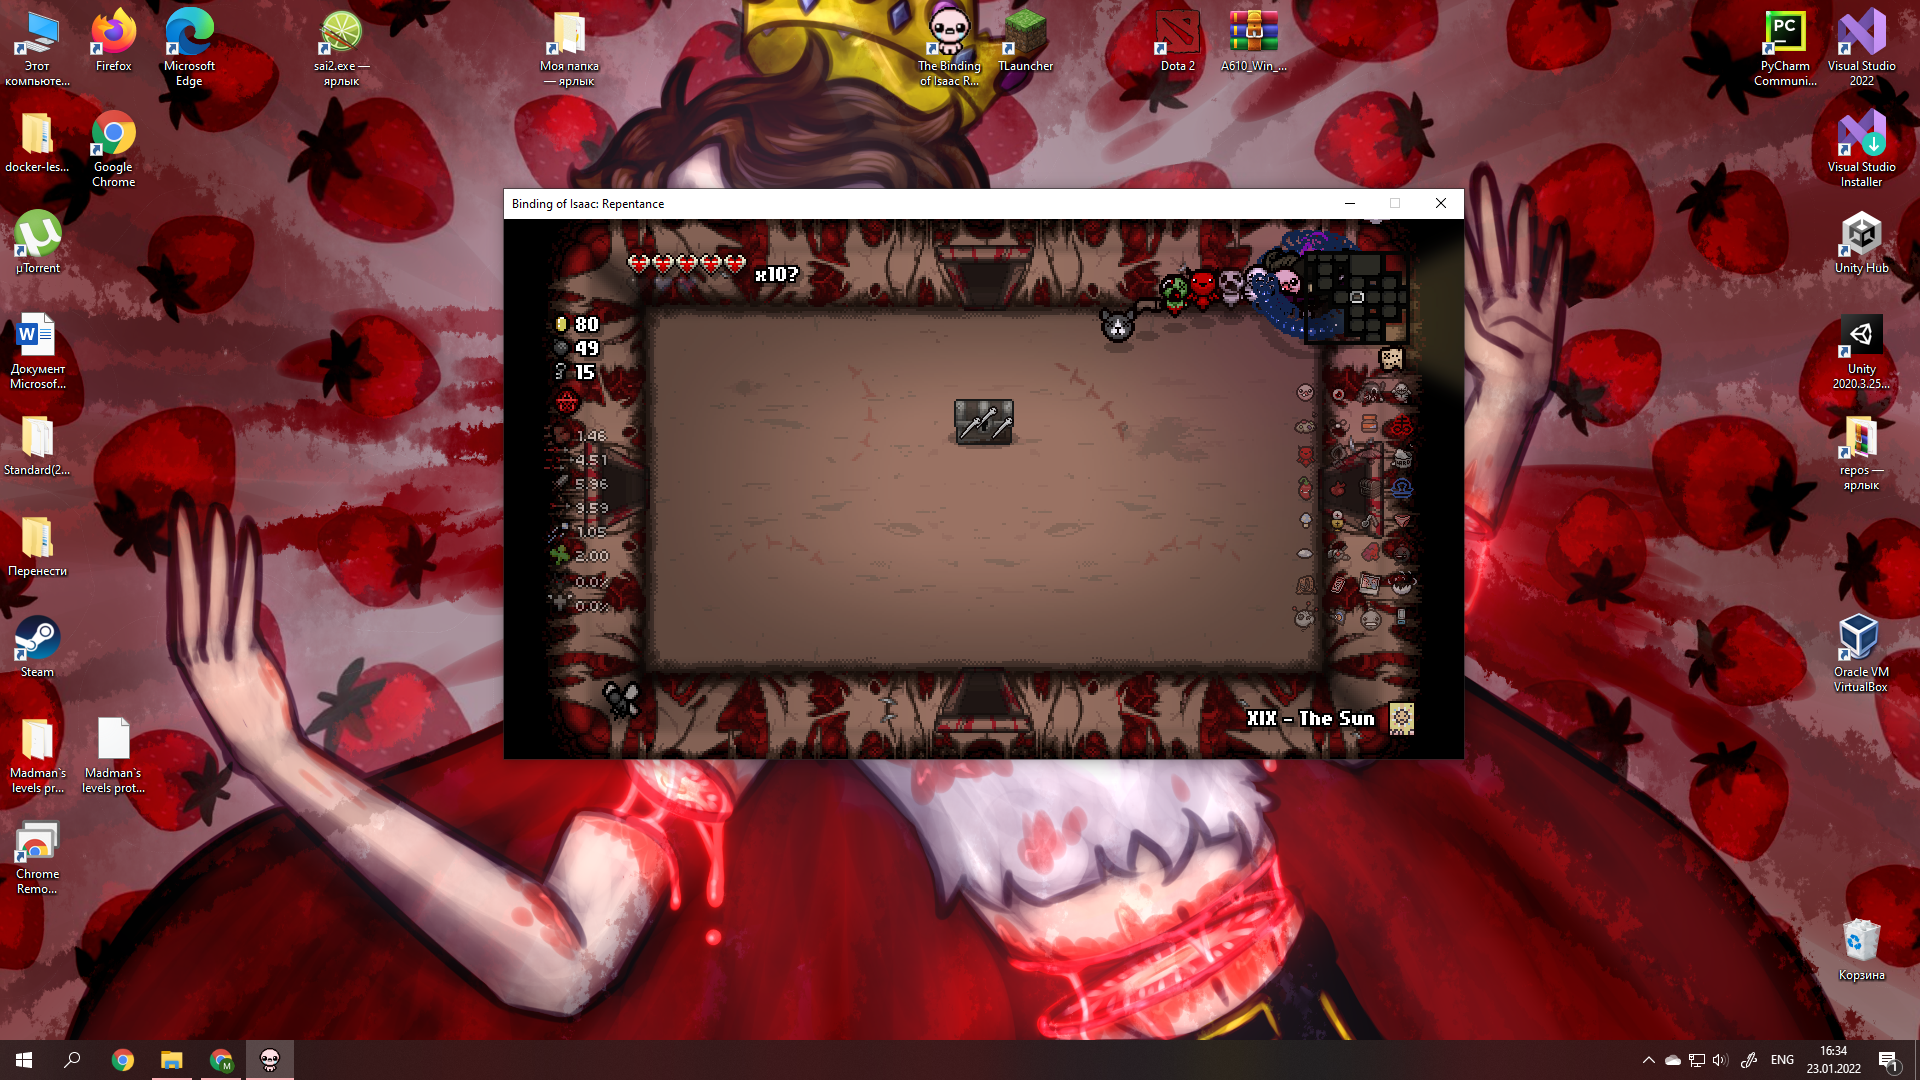 Этот
компьюте...
Firefox
Microsoft
Edge
sai2.exe —
ярлык
Моя папка
— ярлык
The Binding
of Isaac R...
TLauncher
Dota 2
A610_Win_...
PC
PyCharm
Communi...
Visual Studio
2022
docker-les...
Google
Chrome
Visual Studio
Installer
Binding of Isaac: Repentance
µTorrent
Unity Hub
x10?
80
49
15
1.46
4.51
5.96
9.59
1.05
2.00
0.0%
0.0%
XIX - The Sun
Документ
Microsof...
Unity
2020.3.25...
Standard(2...
repos —
ярлык
Перенести
Steam
Oracle VM
VirtualBox
Madman`s
levels pr...
Madman`s
levels prot...
Chrome
Remo...
Корзина
M
ENG
16:34
23.01.2022
1